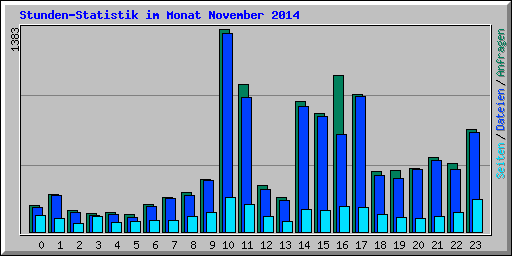 Stunden-Statistik im Monat November 2014
1383
Seiten/Dateien/Anfragen
0 1 2 3 4 5 6 7 8 9 10 11 12 13 14 15 16 17 18 19 20 21 22 23